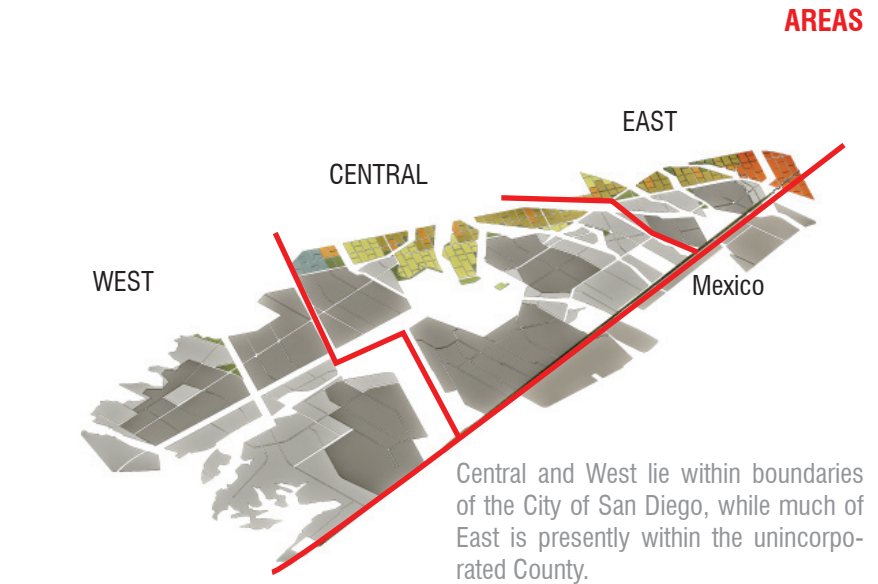 AREAS
EAST
CENTRAL
WEST
Mexico
Central and West lie within boundaries
of the City of San Diego, while much of
East is presently within the unincorpo-
rated County.